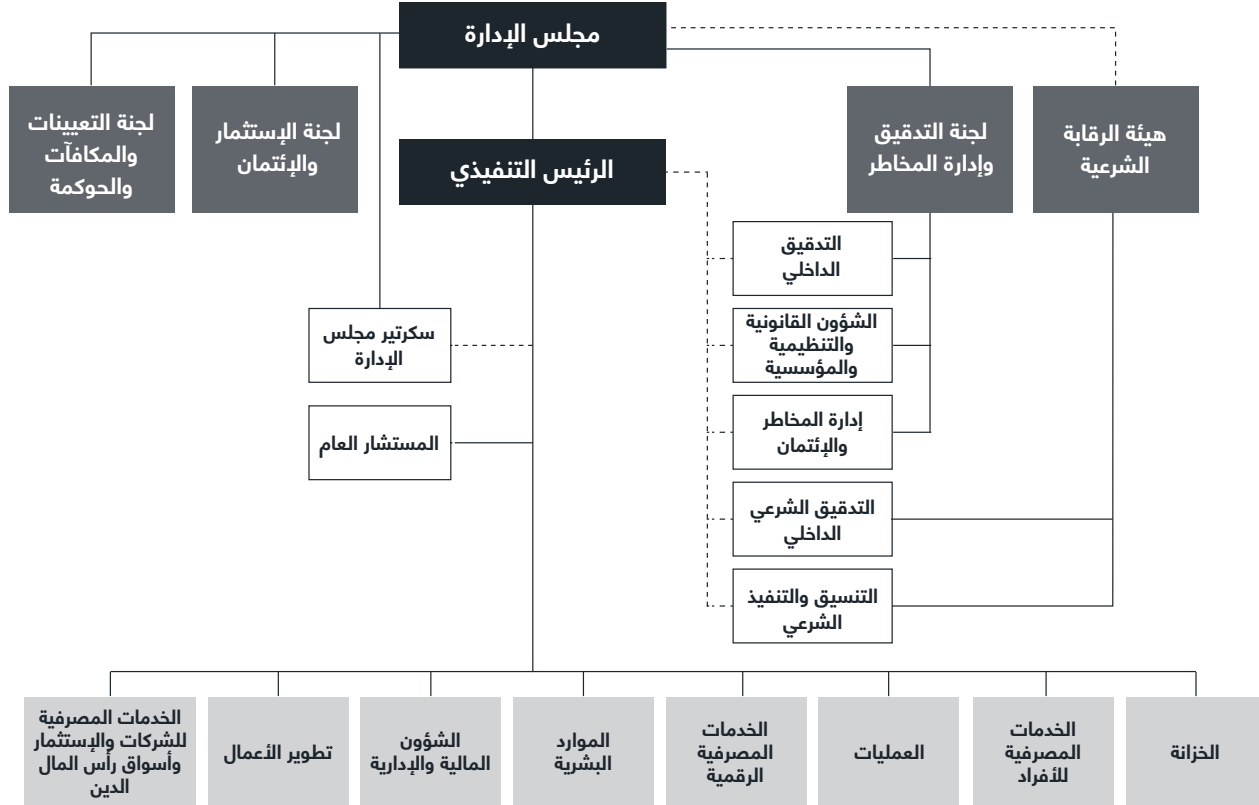 مجلس الإدارة
هيئة الرقابة
الشرعية
لجنة التدقيق
وإدارة المخاطر
الرئيس التنفيذي
لجنة الإستثمار
والإئتمان
لجنة التعيينات
والمكافآت
والحوكمة
التدقيق
الداخلي
الشؤون القانونية
والتنظيمية
والمؤسسية
إدارة المخاطر
والإئتمان
التدقيق الشرعي
الداخلي
التنسيق والتنفيذ
الشرعي
سكرتير مجلس
الإدارة
المستشار العام
الخزانة
الخدمات
المصرفية
للأفراد
العمليات
الخدمات
المصرفية
الرقمية
الموارد
البشرية
الشؤون
المالية والإدارية
تطوير الأعمال
الخدمات المصرفية
للشركات والإستثمار
وأسواق رأس المال
الدين